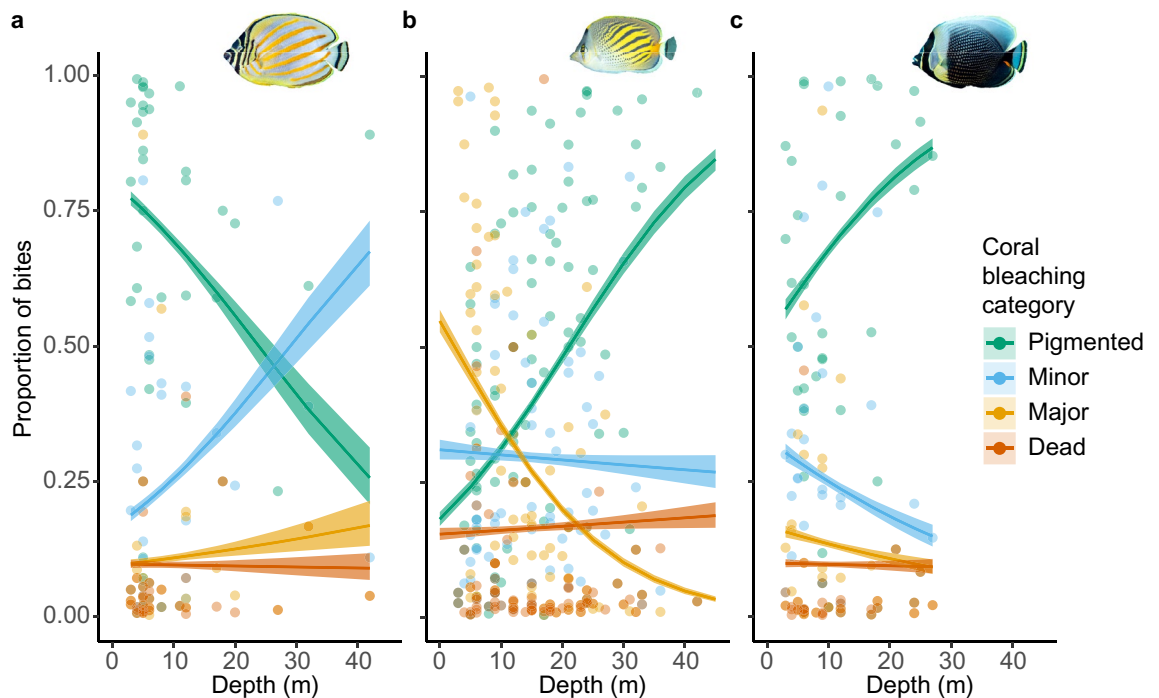 a
b
c
Proportion of bites
1.00
0.75
0.50
0.25
0.00
0 10 20 30 40
0 10 20 30 40
0 10 20 30 40
Depth (m)
Depth (m)
Depth (m)
Coral
bleaching
category
Pigmented
Minor
Major
Dead